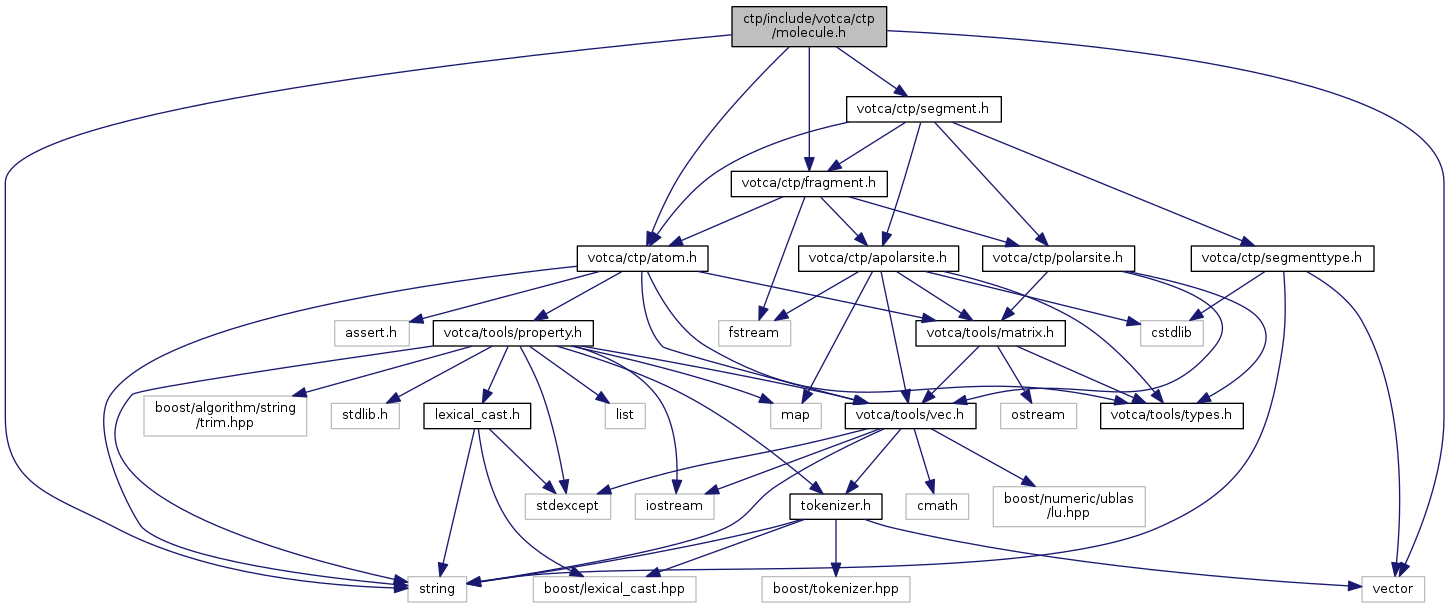 ctp/include/votca/ctp
/molecule.h
votca/ctp/segment.h
votca/ctp/fragment.h
votca/ctp/atom.h
votca/ctp/apolarsite.h
votca/ctp/polarsite.h
votca/ctp/segmenttype.h
assert.h
votca/tools/property.h
fstream
votca/tools/matrix.h
cstdlib
boost/algorithm/string
/trim.hpp
stdlib.h
lexical_cast.h
list
map
votca/tools/vec.h
ostream
votca/tools/types.h
stdexcept
iostream
tokenizer.h
cmath
boost/numeric/ublas
/lu.hpp
string
boost/lexical_cast.hpp
boost/tokenizer.hpp
vector